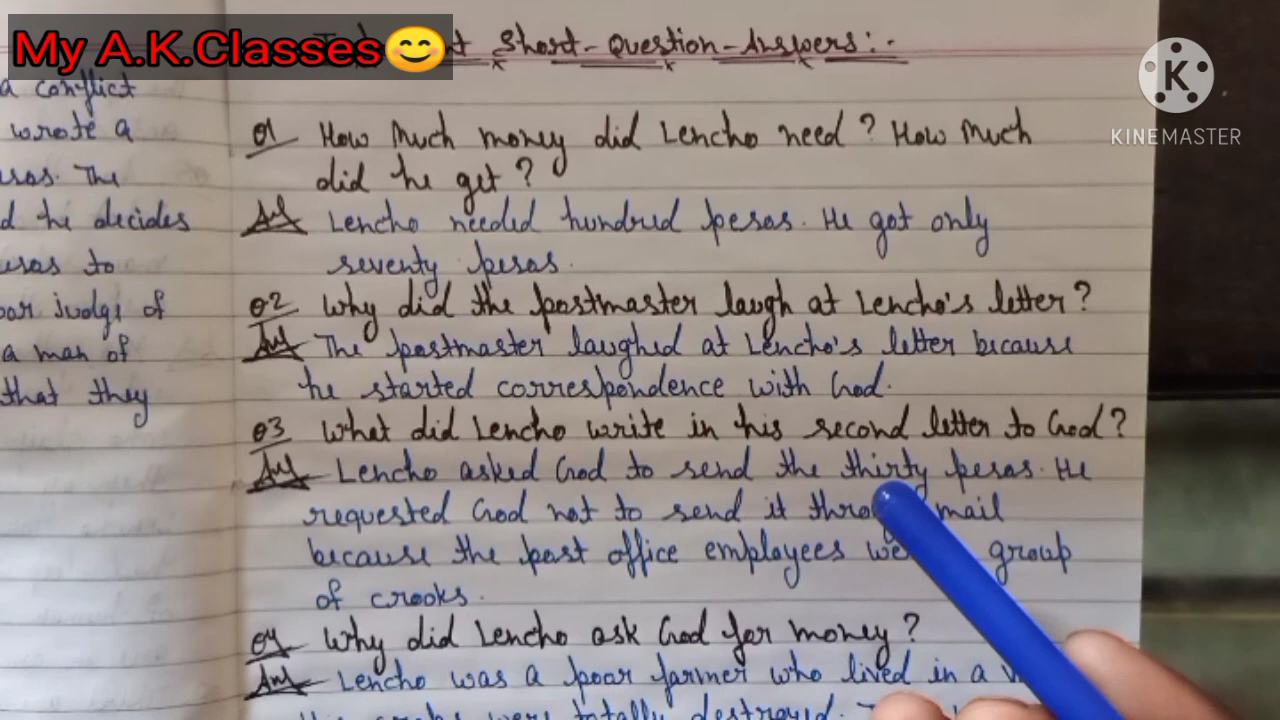 My A.K.Classes😊
Short-Question-Answers:-
KINEMASTER
a conflict
wrote a
The
he decides
to
judge of
a man of
that they
Q1 How Much money did Lencho need? How Much
did he get?
Ans Lencho needed hundred pesos. He got only
seventy pesos.
Q2 Why did the postmaster laugh at Lencho's letter?
Ans The postmaster laughed at Lencho's letter because
he started correspondence with God.
Q3 What did Lencho write in his second letter to God?
Ans Lencho asked God to send the thirty pesos. He
requested God not to send it mail
because the post office employees group
of crooks.
Q4 Why did Lencho ask God for money?
Ans Lencho was a poor farmer who lived in a
were totally destroyed.